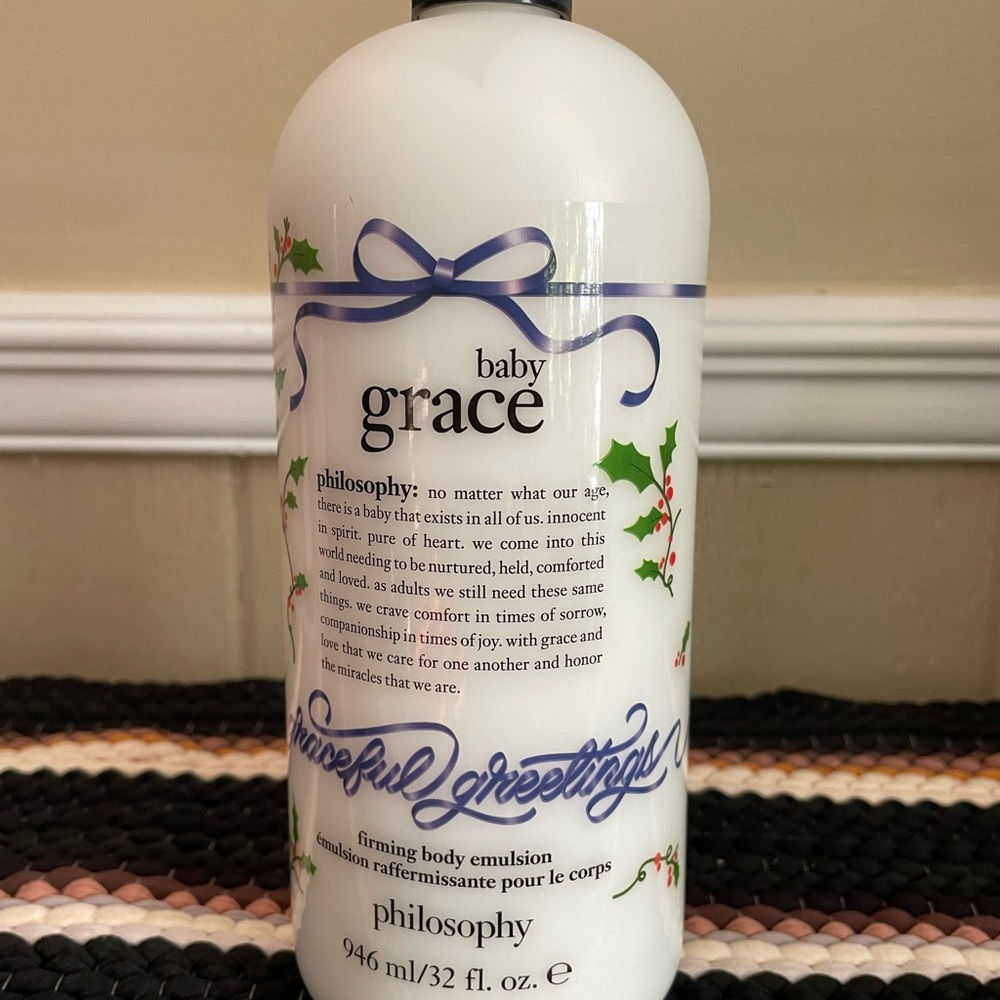 baby
grace
philosophy: no matter what our age,
there is a baby that exists in all of us. innocent
in spirit. pure of heart. we come into this
world needing to be nurtured, held, comforted
and loved. as adults we still need these same
things. we crave comfort in times of sorrow,
companionship in times of joy. with grace and
love that we care for one another and honor
the miracles that we are.
graceful greetings
firming body emulsion
émulsion raffermissante pour le corps
philosophy
946 ml/32 fl. oz. ℮